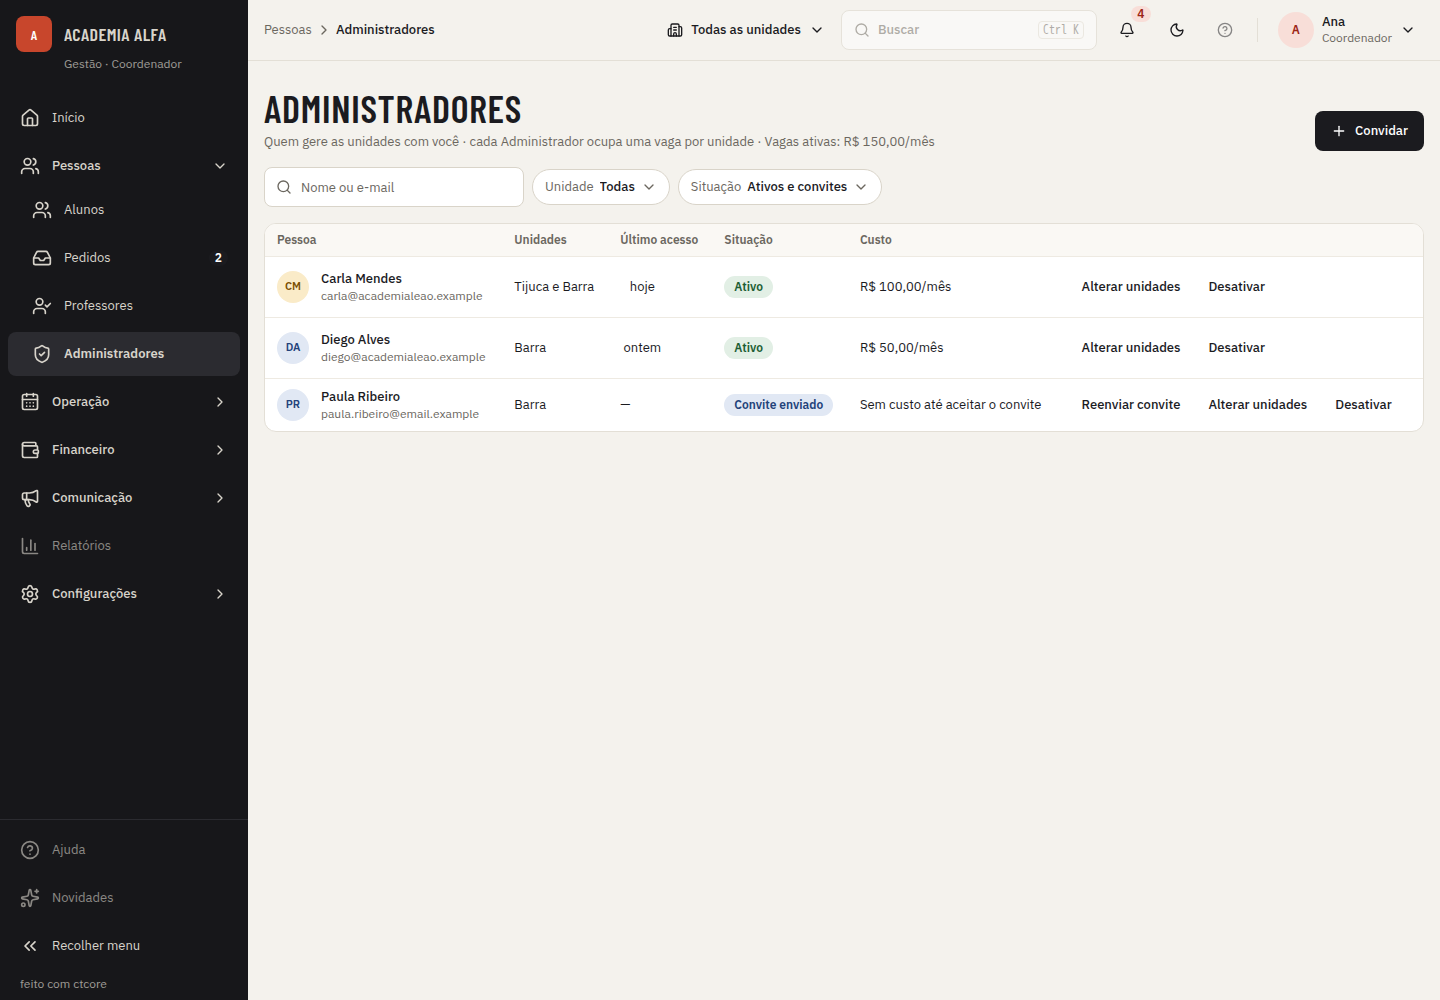 A
ACADEMIA ALFA
Gestão · Coordenador
Início
Pessoas
Alunos
Pedidos 2
Professores
Administradores
Operação
Financeiro
Comunicação
Relatórios
Configurações
Ajuda
Novidades
Recolher menu
feito com ctcore
Pessoas Administradores
Todas as unidades
Buscar Ctrl K
4
A
Ana
Coordenador
ADMINISTRADORES
Quem gere as unidades com você · cada Administrador ocupa uma vaga por unidade · Vagas ativas: R$ 150,00/mês
Convidar
Nome ou e-mail
Unidade Todas
Situação Ativos e convites
Pessoa Unidades Último acesso Situação Custo
CM Carla Mendes Tijuca e Barra hoje Ativo R$ 100,00/mês Alterar unidades Desativar
carla@academialeao.example
DA Diego Alves Barra ontem Ativo R$ 50,00/mês Alterar unidades Desativar
diego@academialeao.example
PR Paula Ribeiro Barra — Convite enviado Sem custo até aceitar o convite Reenviar convite Alterar unidades Desativar
paula.ribeiro@email.example